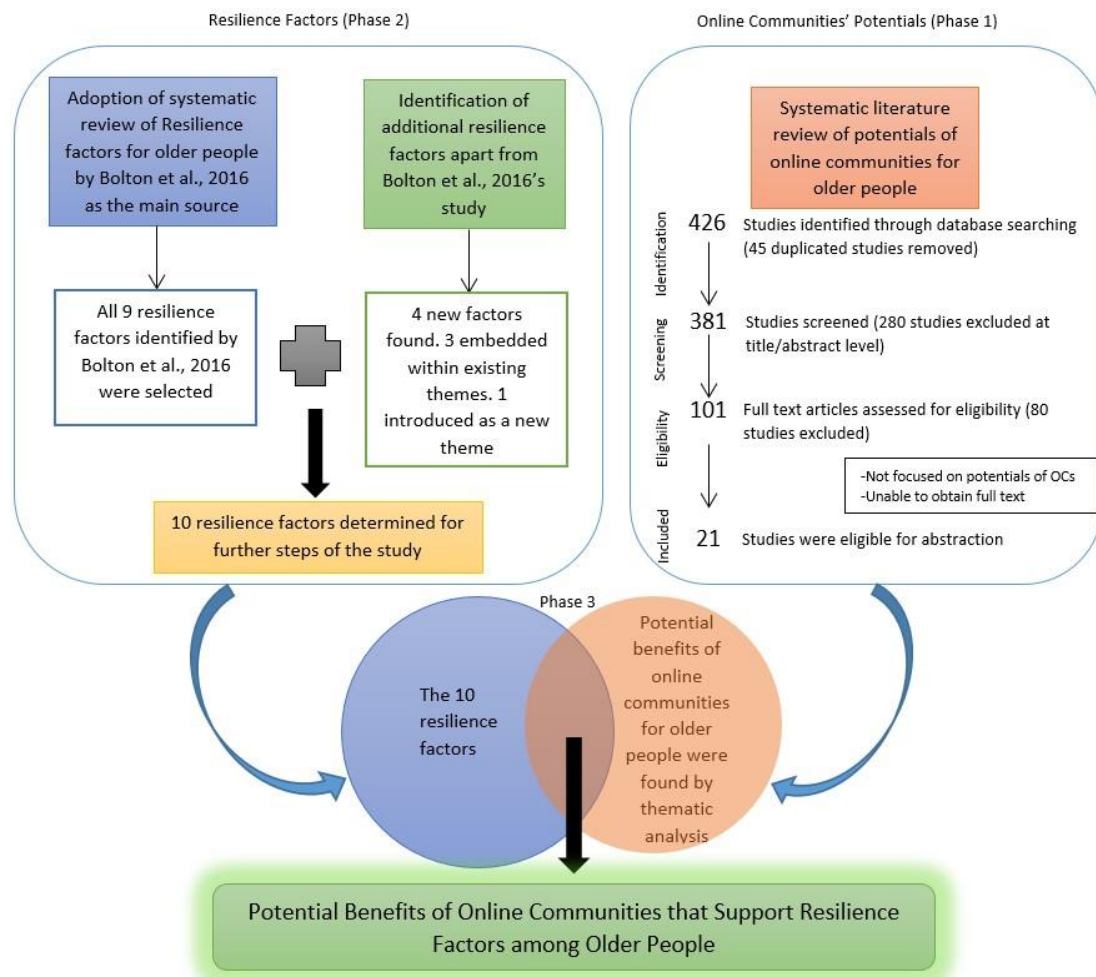 Resilience Factors (Phase 2)
Adoption of systematic
review of Resilience
factors for older people
by Bolton et al., 2016
as the main source
Identification of
additional resilience
factors apart from
Bolton et al., 2016's
study
All 9 resilience
factors identified by
Bolton et al., 2016
were selected
4 new factors
found. 3 embedded
within existing
themes. 1
introduced as a new
theme
10 resilience factors determined for
further steps of the study
Online Communities' Potentials (Phase 1)
Systematic literature
review of potentials of
online communities for
older people
Identification
426
Studies identified through database searching
(45 duplicated studies removed)
Screening
381
Studies screened (280 studies excluded at
title/abstract level)
Eligibility
101
Full text articles assessed for eligibility (80
studies excluded)
-Not focused on potentials of OCs
-Unable to obtain full text
Included
21
Studies were eligible for abstraction
Phase 3
The 10
resilience
factors
Potential
benefits of
online
communities
for older
people were
found by
thematic
analysis
Potential Benefits of Online Communities that Support Resilience
Factors among Older People